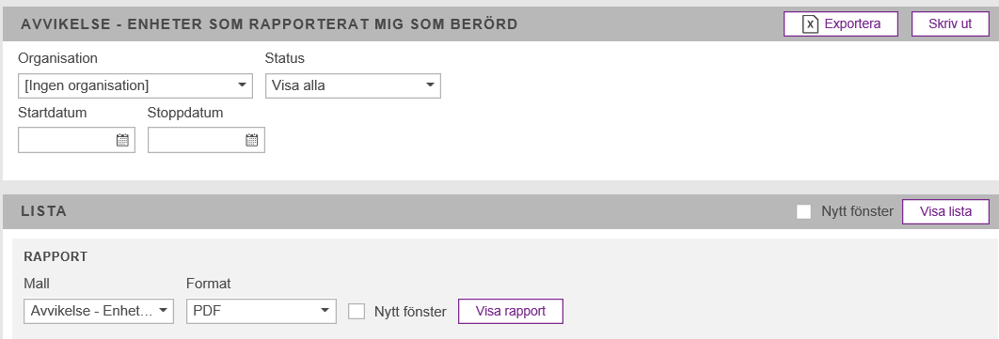 AVVIKELSE - ENHETER SOM RAPPORTERAT MIG SOM BERÖRD
Exportera
Skriv ut
Organisation
Status
[Ingen organisation]
Visa alla
Startdatum
Stoppdatum
LISTA
Nytt fönster
Visa lista
RAPPORT
Mall
Format
Avvikelse - Enhet...
PDF
Nytt fönster
Visa rapport